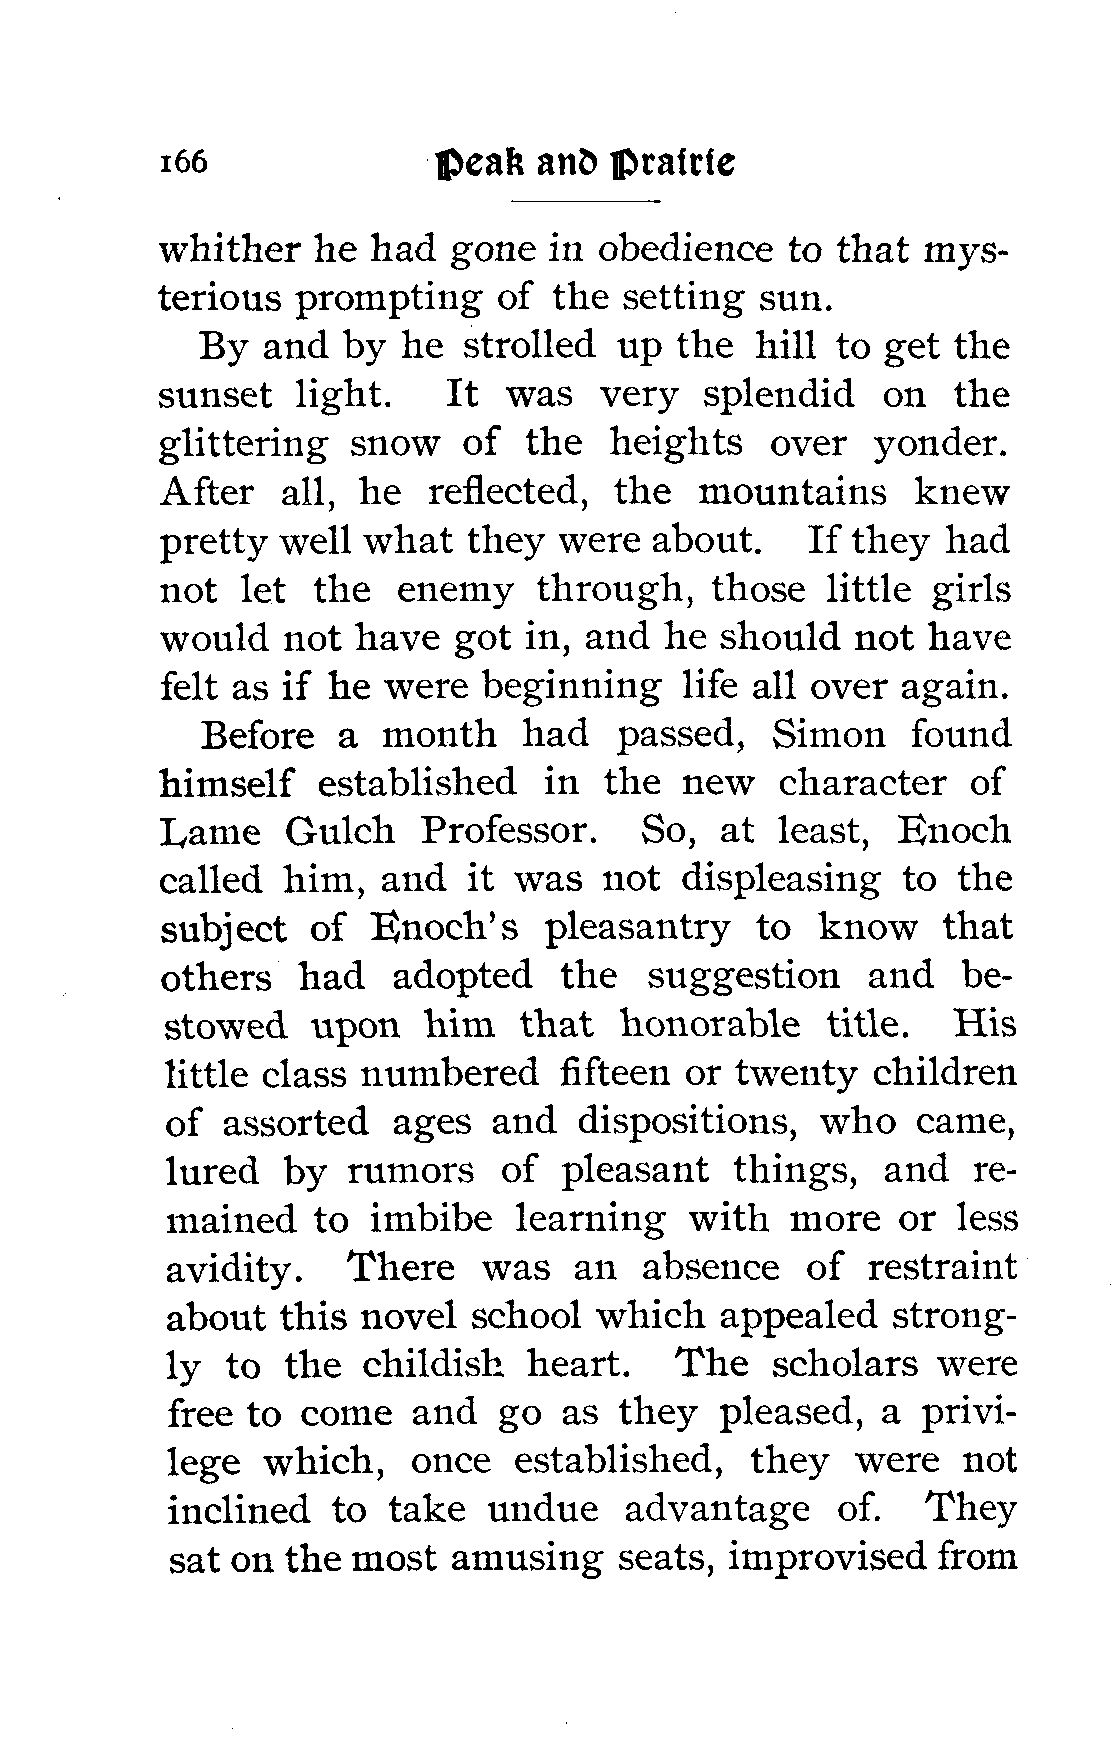 166 Peak and Prairie
whither he had gone in obedience to that mys-
terious prompting of the setting sun.
By and by he strolled up the hill to get the
sunset light. It was very splendid on the
glittering snow of the heights over yonder.
After all, he reflected, the mountains knew
pretty well what they were about. If they had
not let the enemy through, those little girls
would not have got in, and he should not have
felt as if he were beginning life all over again.
Before a month had passed, Simon found
himself established in the new character of
Lame Gulch Professor. So, at least, Enoch
called him, and it was not displeasing to the
subject of Enoch's pleasantry to know that
others had adopted the suggestion and be-
stowed upon him that honorable title. His
little class numbered fifteen or twenty children
of assorted ages and dispositions, who came,
lured by rumors of pleasant things, and re-
mained to imbibe learning with more or less
avidity. There was an absence of restraint
about this novel school which appealed strong-
ly to the childish heart. The scholars were
free to come and go as they pleased, a privi-
lege which, once established, they were not
inclined to take undue advantage of. They
sat on the most amusing seats, improvised from